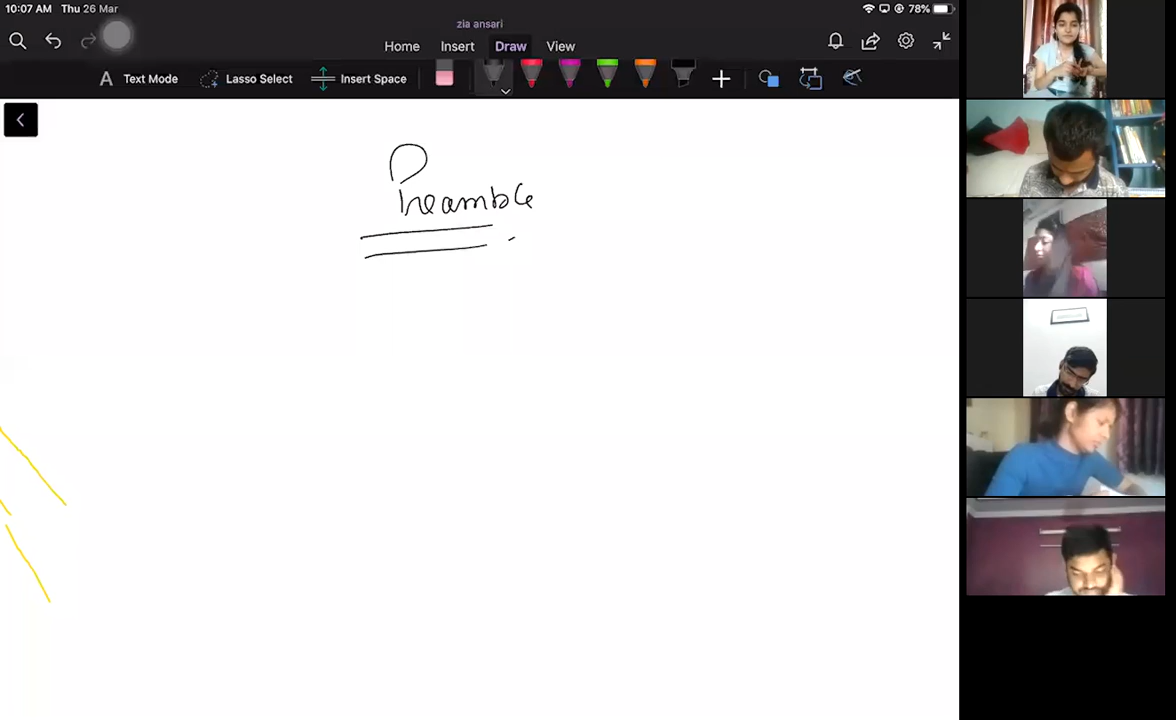 10:07 AM Thu 26 Mar
78%
zia ansari
Home Insert Draw View
A Text Mode Lasso Select Insert Space
Preamble